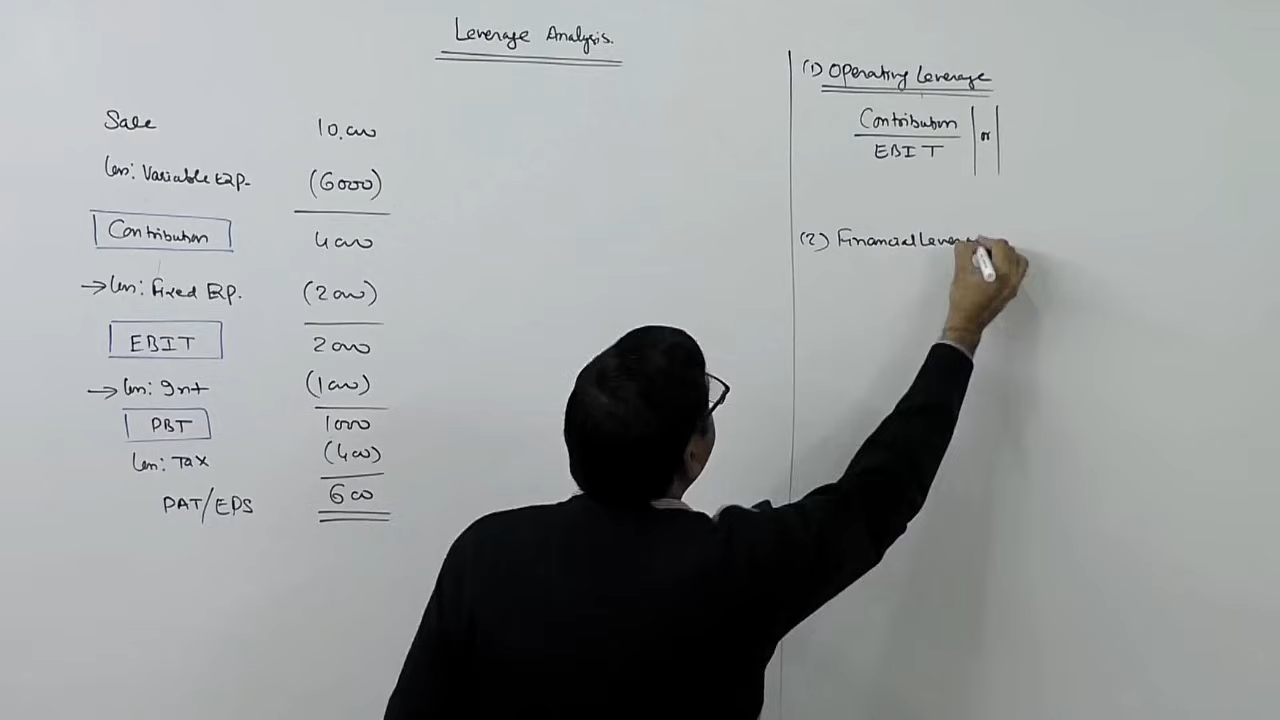 Leverage Analysis.
Sale 10,000
Less: Variable Exp. (6000)
Contribution 4000
→ Less: Fixed Exp. (2000)
EBIT 2000
→ Less: Int (1000)
PBT 1000
Less: Tax (400)
PAT/EPS 600
(1) Operating Leverage
Contribution
EBIT or
(2) Financial Levera